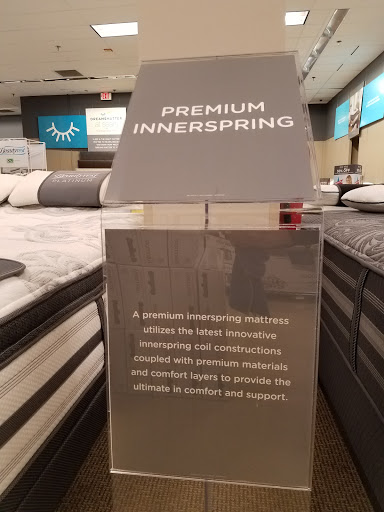 PREMIUM
INNERSPRING
A premium innerspring mattress
utilizes the latest innovative
innerspring coil constructions
coupled with premium materials
and comfort layers to provide the
ultimate in comfort and support.
PLATINUM